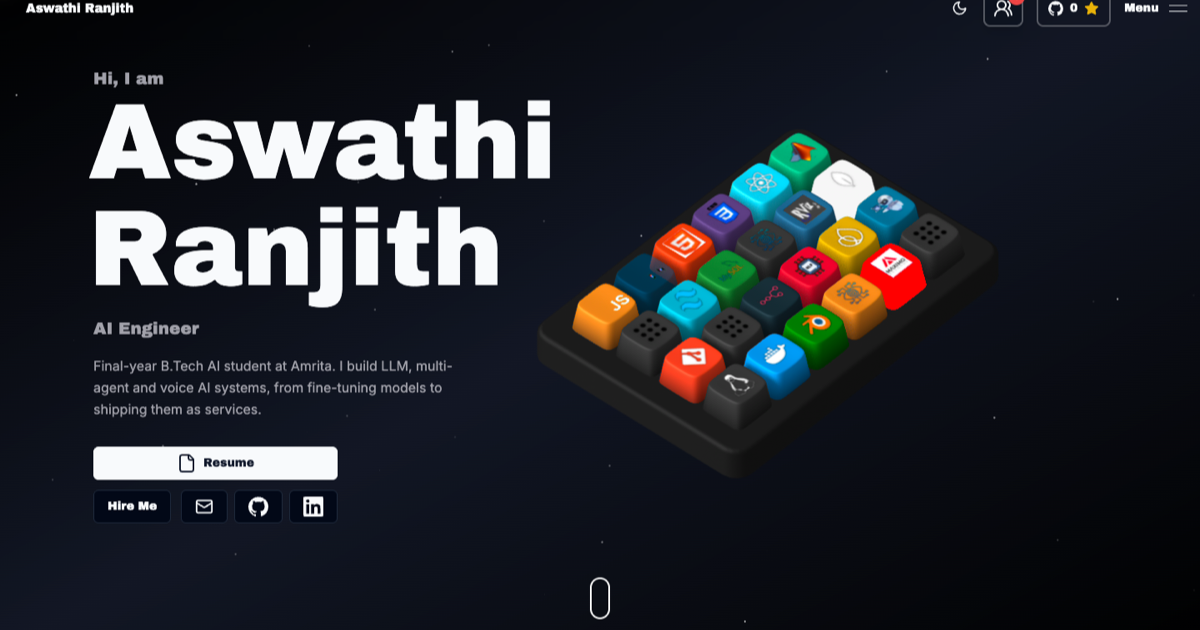 Aswathi Ranjith
0
Menu
Hi, I am
Aswathi
Ranjith
AI Engineer
Final-year B.Tech AI student at Amrita. I build LLM, multi-
agent and voice AI systems, from fine-tuning models to
shipping them as services.
Resume
Hire Me
in
RViz
JS